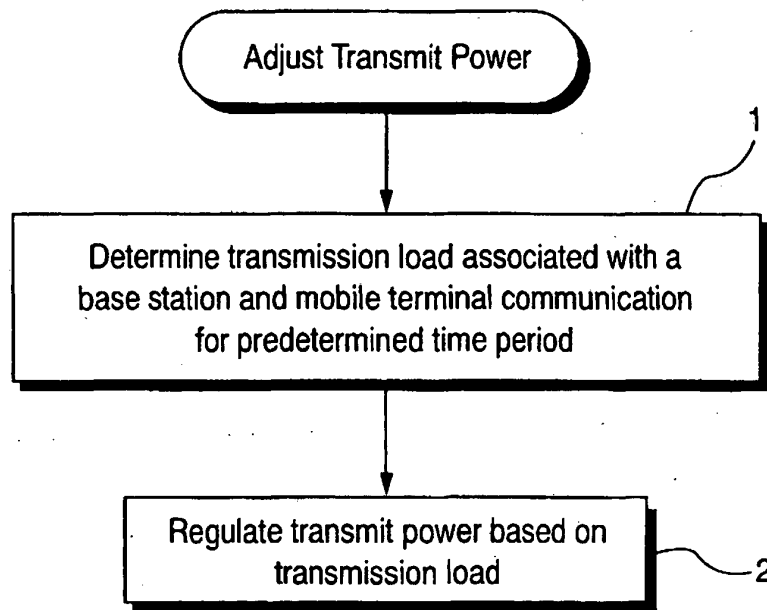 Adjust Transmit Power
1
Determine transmission load associated with a
base station and mobile terminal communication
for predetermined time period
Regulate transmit power based on
transmission load
2